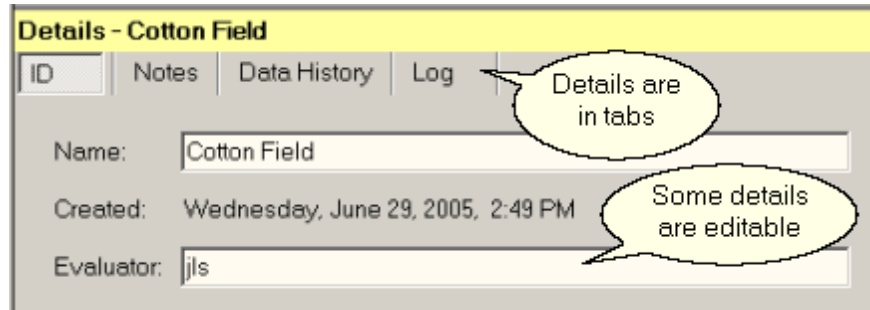 Details - Cotton Field
ID Notes Data History Log
Details are
in tabs
Name: Cotton Field
Created: Wednesday, June 29, 2005, 2:49 PM
Some details
are editable
Evaluator: jls